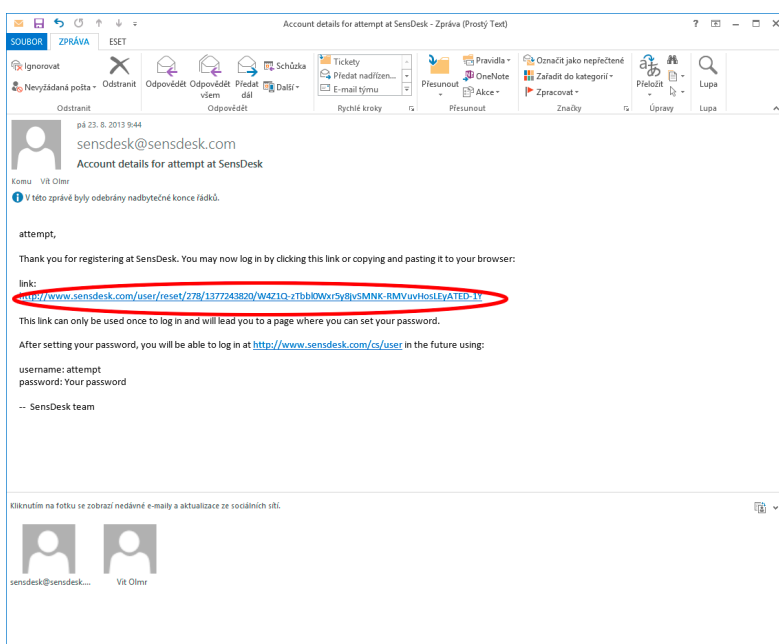 Account details for attempt at SensDesk - Zpráva (Prostý Text)
SOUBOR ZPRÁVA ESET
Ignorovat
Nevyžádaná pošta
Odstranit
Odpovědět
Odpovědět všem
Předat dál
Schůzka
Další
Tickety
Předat nadřízen...
E-mail týmu
Přesunout
Pravidla
OneNote
Akce
Označit jako nepřečtené
Zařadit do kategorií
Zpracovat
Přeložit
Lupa
Odstranit Odpovědět Rychlé kroky Přesunout Značky Úpravy Lupa
pá 23. 8. 2013 9:44
sensdesk@sensdesk.com
Account details for attempt at SensDesk
Komu Vít Olmr
V této zprávě byly odebrány nadbytečné konce řádků.
attempt,
Thank you for registering at SensDesk. You may now log in by clicking this link or copying and pasting it to your browser:
link:
http://www.sensdesk.com/user/reset/278/1377243820/W4Z1Q-zTbbl0Wxr5y8jvSMNK-RMVuvHosLEyATED-1Y
This link can only be used once to log in and will lead you to a page where you can set your password.
After setting your password, you will be able to log in at http://www.sensdesk.com/cs/user in the future using:
username: attempt
password: Your password
-- SensDesk team
Kliknutím na fotku se zobrazí nedávné e-maily a aktualizace ze sociálních sítí.
sensdesk@sensdesk.... Vít Olmr